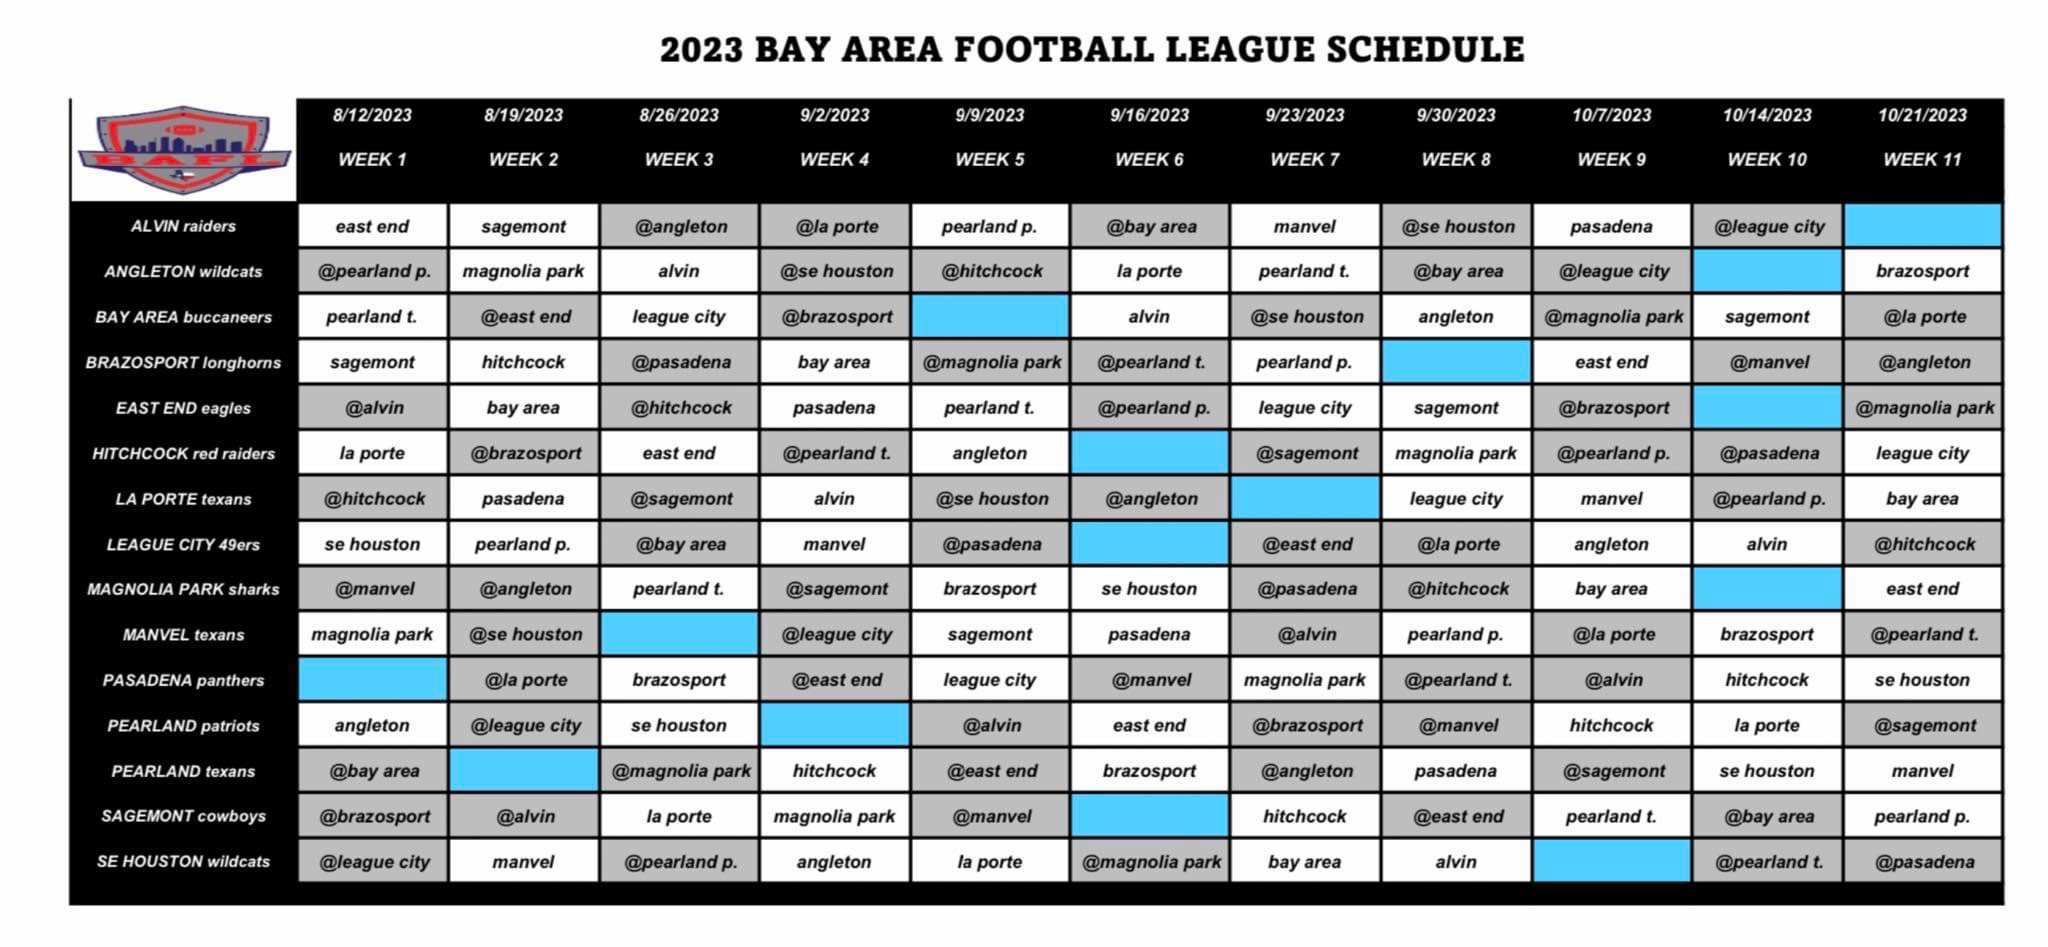 2023 BAY AREA FOOTBALL LEAGUE SCHEDULE
BAFL 8/12/2023 8/19/2023 8/26/2023 9/2/2023 9/9/2023 9/16/2023 9/23/2023 9/30/2023 10/7/2023 10/14/2023 10/21/2023
WEEK 1 WEEK 2 WEEK 3 WEEK 4 WEEK 5 WEEK 6 WEEK 7 WEEK 8 WEEK 9 WEEK 10 WEEK 11
ALVIN raiders east end sagemont @angleton @la porte pearland p. @bay area manvel @se houston pasadena @league city
ANGLETON wildcats @pearland p. magnolia park alvin @se houston @hitchcock la porte pearland t. @bay area @league city brazosport
BAY AREA buccaneers pearland t. @east end league city @brazosport alvin @se houston angleton @magnolia park sagemont @la porte
BRAZOSPORT longhorns sagemont hitchcock @pasadena bay area @magnolia park @pearland t. pearland p. east end @manvel @angleton
EAST END eagles @alvin bay area @hitchcock pasadena pearland t. @pearland p. league city sagemont @brazosport @magnolia park
HITCHCOCK red raiders la porte @brazosport east end @pearland t. angleton @sagemont magnolia park @pearland p. @pasadena league city
LA PORTE texans @hitchcock pasadena @sagemont alvin @se houston @angleton league city manvel @pearland p. bay area
LEAGUE CITY 49ers se houston pearland p. @bay area manvel @pasadena @east end @la porte angleton alvin @hitchcock
MAGNOLIA PARK sharks @manvel @angleton pearland t. @sagemont brazosport se houston @pasadena @hitchcock bay area east end
MANVEL texans magnolia park @se houston @league city sagemont pasadena @alvin pearland p. @la porte brazosport @pearland t.
PASADENA panthers @la porte brazosport @east end league city @manvel magnolia park @pearland t. @alvin hitchcock se houston
PEARLAND patriots angleton @league city se houston @alvin east end @brazosport @manvel hitchcock la porte @sagemont
PEARLAND texans @bay area @magnolia park hitchcock @east end brazosport @angleton pasadena @sagemont se houston manvel
SAGEMONT cowboys @brazosport @alvin la porte magnolia park @manvel hitchcock @east end pearland t. @bay area pearland p.
SE HOUSTON wildcats @league city manvel @pearland p. angleton la porte @magnolia park bay area alvin @pearland t. @pasadena